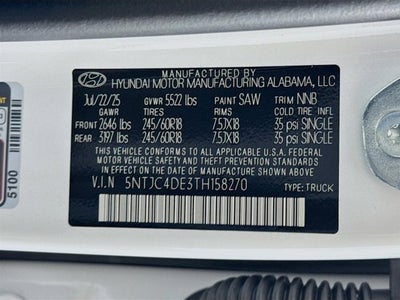 MANUFACTURED BY
HYUNDAI MOTOR MANUFACTURING ALABAMA, LLC
Jul/22/25 GVWR 5522 lbs PAINT SAW TRIM NNB
GAWR TIRES RIMS COLD TIRE INFL
FRONT 2646 lbs 245/60R18 7.5JX18 35 psi SINGLE
REAR 3197 lbs 245/60R18 7.5JX18 35 psi SINGLE
THIS VEHICLE CONFORMS TO ALL APPLICABLE U.S.A FEDERAL
MOTOR VEHICLE SAFETY, BUMPER, AND THEFT PREVENTION
STANDARDS IN EFFECT ON THE DATE OF
MANUFACTURE SHOWN ABOVE.
V.I.N 5NTJC4DE3TH158270 TYPE: TRUCK
5100